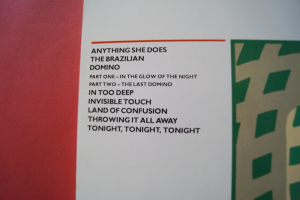 ANYTHING SHE DOES
THE BRAZILIAN
DOMINO
PART ONE – IN THE GLOW OF THE NIGHT
PART TWO – THE LAST DOMINO
IN TOO DEEP
INVISIBLE TOUCH
LAND OF CONFUSION
THROWING IT ALL AWAY
TONIGHT, TONIGHT, TONIGHT